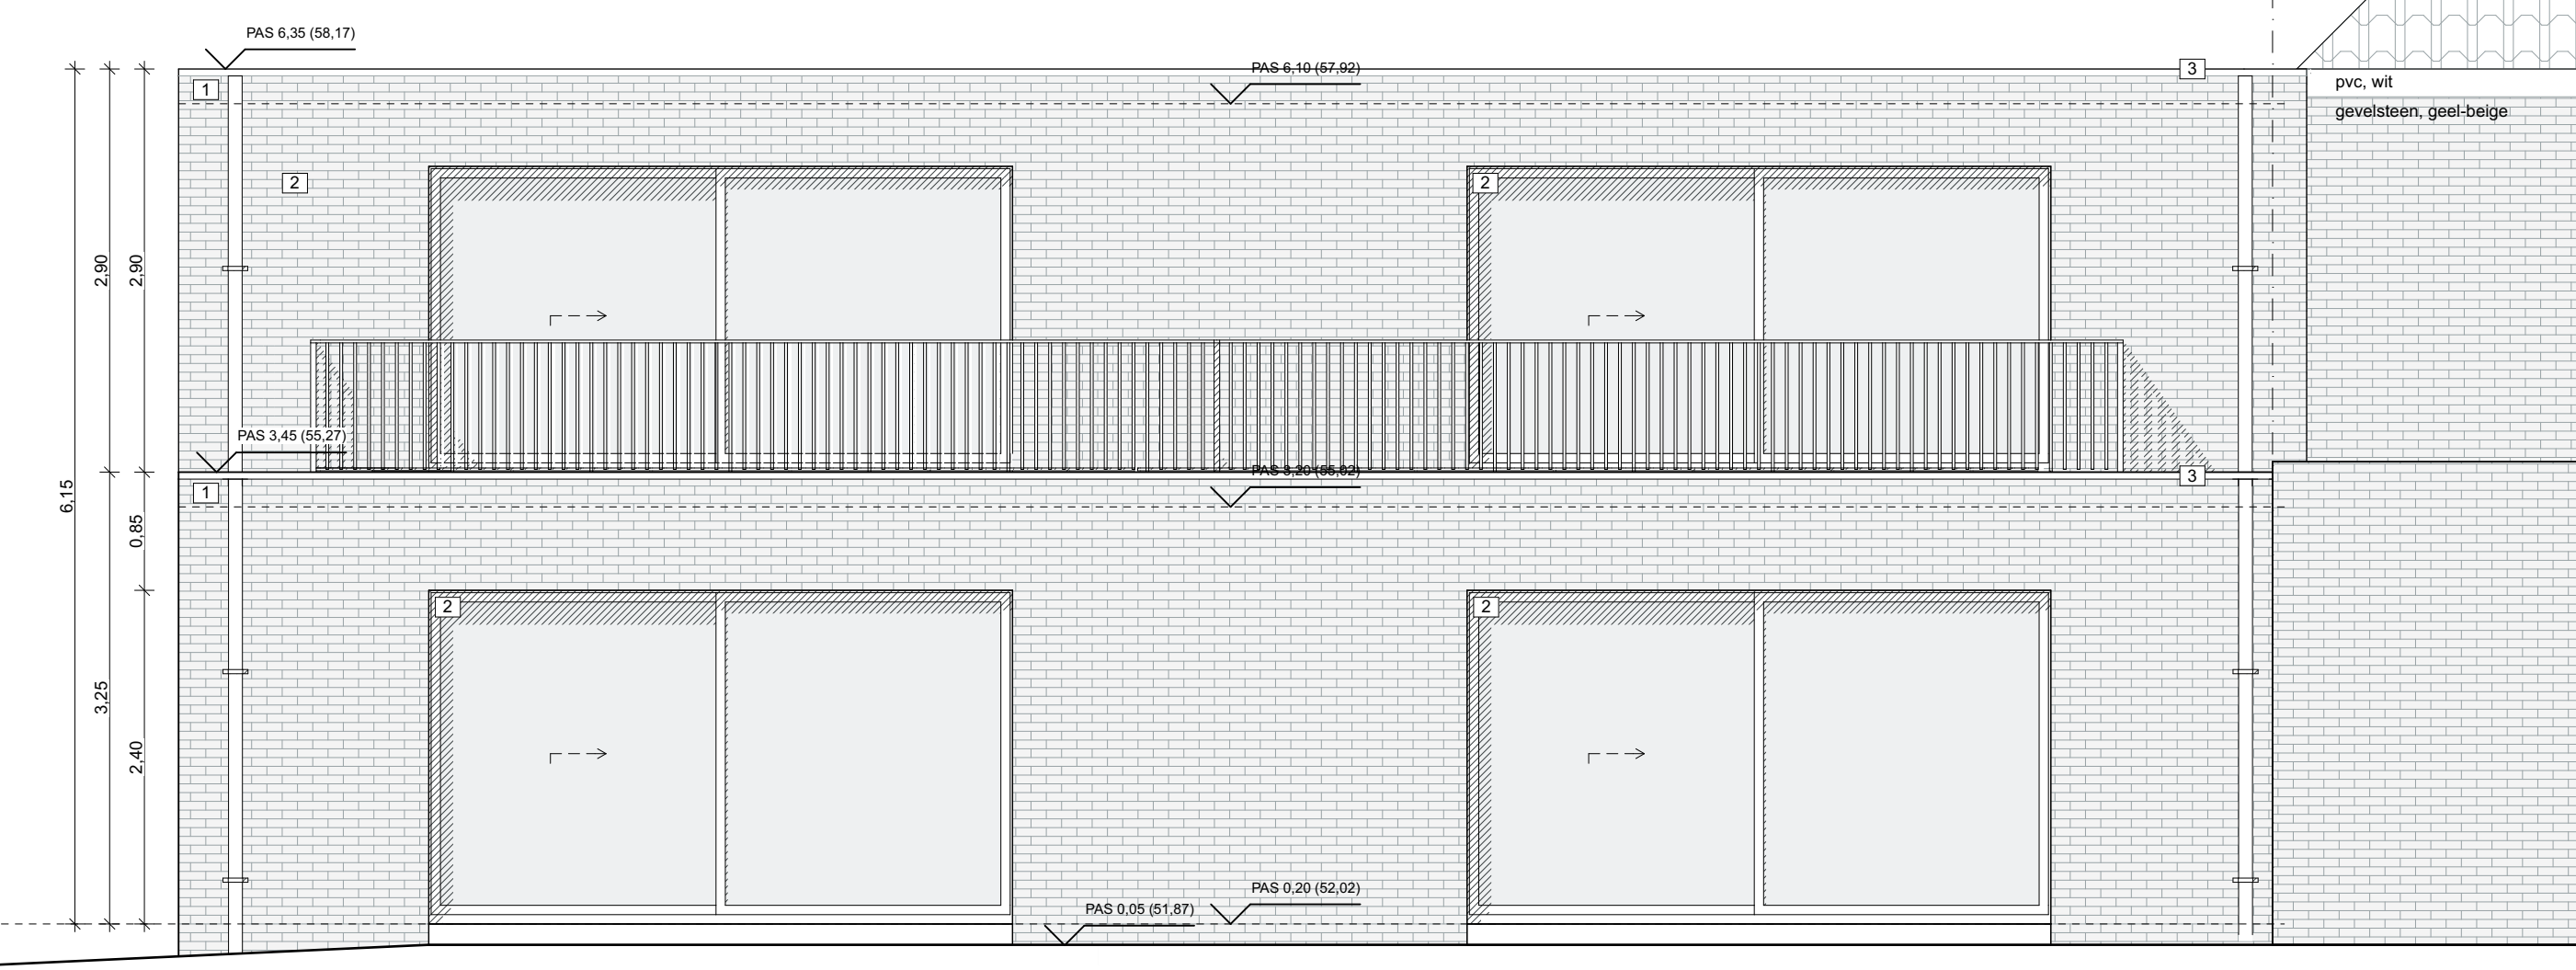 PAS 6,35 (58,17)
PAS 6,10 (57,92)
3
1
pvc, wit
gevelsteen, geel-beige
2
2
2,90
2,90
PAS 3,45 (55,27)
PAS 3,20 (55,02)
3
1
6,15
0,85
2
2
3,25
2,40
PAS 0,20 (52,02)
PAS 0,05 (51,87)